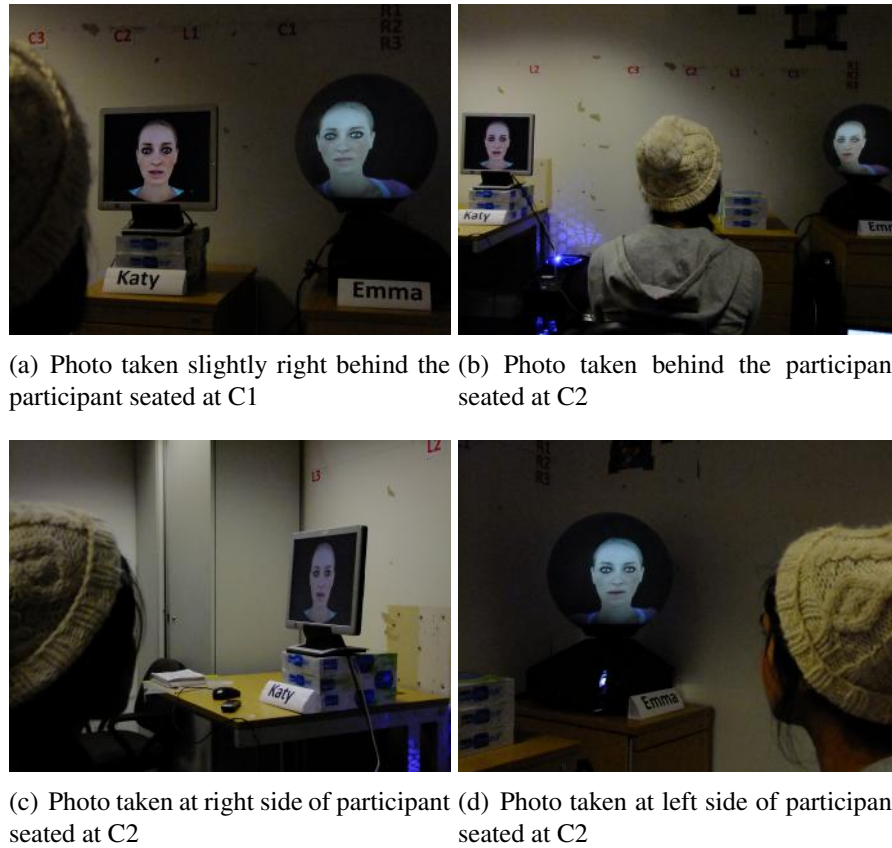 C3 C2 L1 C1 R1
R2
R3
Katy
Emma
L2 C3 C2 L1 C1 R1
R2
R3
Katy
Emm
(a) Photo taken slightly right behind the
participant seated at C1
(b) Photo taken behind the participan
seated at C2
L3 L2
Katy
R1
R2
R3
Emma
(c) Photo taken at right side of participant
seated at C2
(d) Photo taken at left side of participan
seated at C2